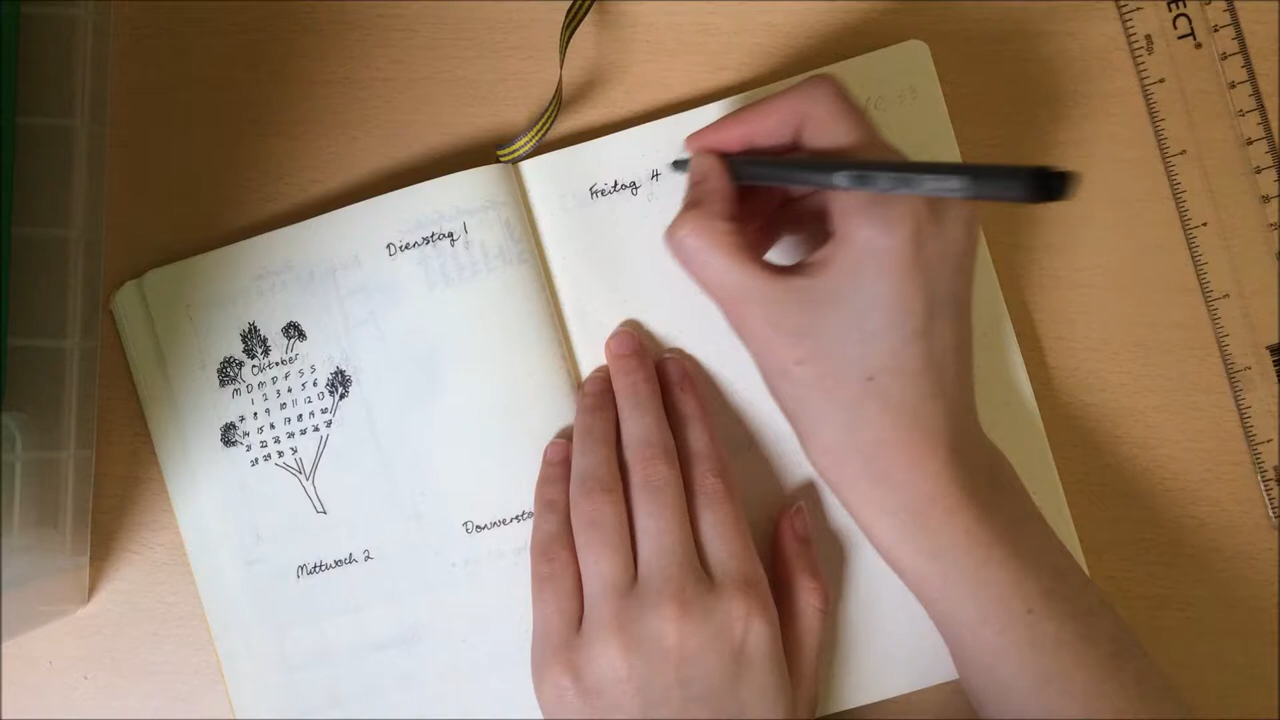 Dienstag 1
Oktober
M D M D F S S
1 2 3 4 5 6
7 8 9 10 11 12 13
14 15 16 17 18 19 20
21 22 23 24 25 26 27
28 29 30 31
Mittwoch 2
Donnersta
Freitag 4